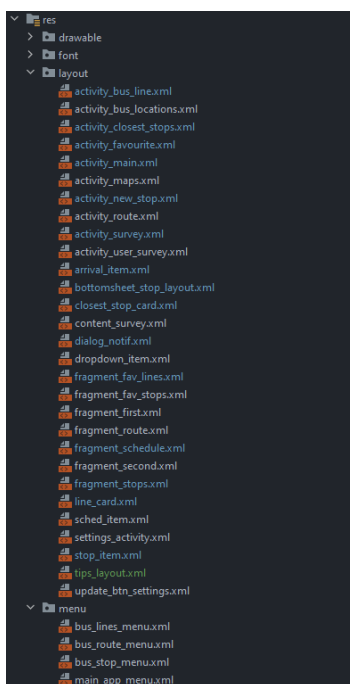 res
drawable
font
layout
activity_bus_line.xml
activity_bus_locations.xml
activity_closest_stops.xml
activity_favourite.xml
activity_main.xml
activity_maps.xml
activity_new_stop.xml
activity_route.xml
activity_survey.xml
activity_user_survey.xml
arrival_item.xml
bottomsheet_stop_layout.xml
closest_stop_card.xml
content_survey.xml
dialog_notif.xml
dropdown_item.xml
fragment_fav_lines.xml
fragment_fav_stops.xml
fragment_first.xml
fragment_route.xml
fragment_schedule.xml
fragment_second.xml
fragment_stops.xml
line_card.xml
sched_item.xml
settings_activity.xml
stop_item.xml
tips_layout.xml
update_btn_settings.xml
menu
bus_lines_menu.xml
bus_route_menu.xml
bus_stop_menu.xml
main_app_menu.xml